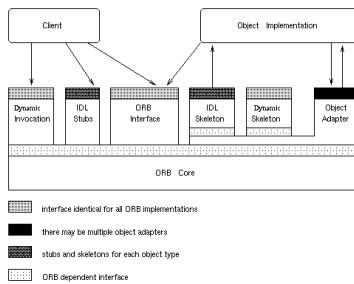 Client
Object Implementation
Dynamic
Invocation
IDL
Stubs
ORB
Interface
IDL
Skeleton
Dynamic
Skeleton
Object
Adapter
ORB Core
interface identical for all ORB implementations
there may be multiple object adapters
stubs and skeletons for each object type
ORB dependent interface